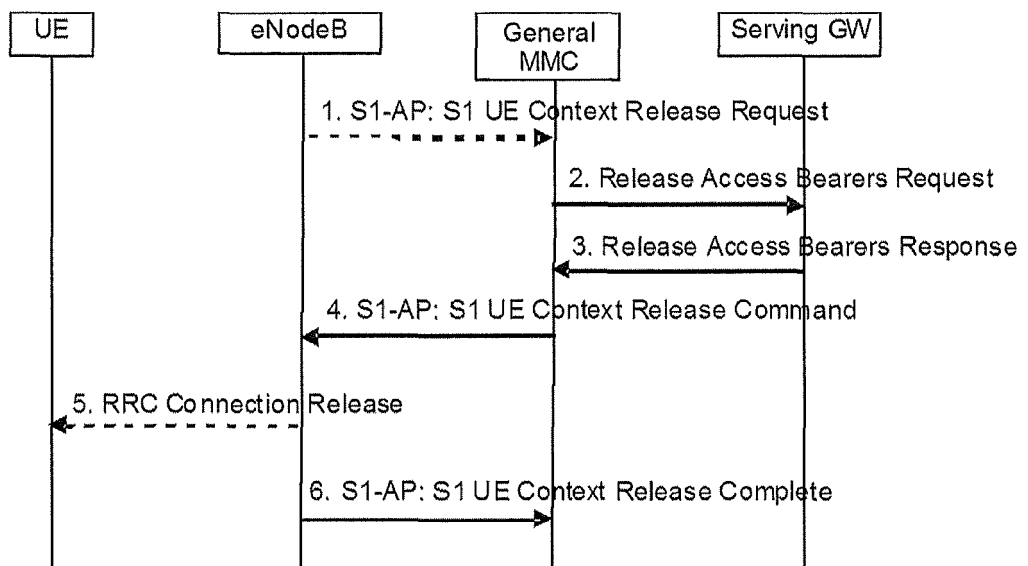 UE
eNodeB
General
MMC
Serving GW
1. S1-AP: S1 UE Context Release Request
2. Release Access Bearers Request
3. Release Access Bearers Response
4. S1-AP: S1 UE Context Release Command
5. RRC Connection Release
6. S1-AP: S1 UE Context Release Complete